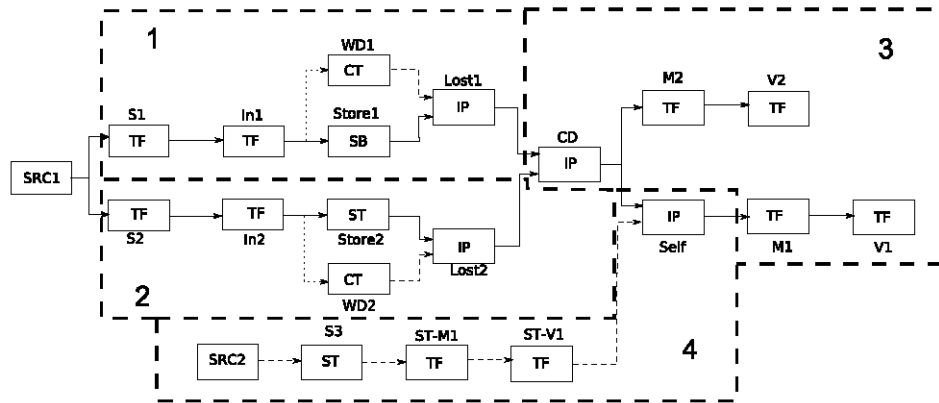 1
3
WD1
CT
Lost1
M2
V2
S1
In1
Store1
IP
TF
TF
TF
TF
SB
CD
SRC1
IP
TF
TF
ST
IP
TF
TF
S2
In2
Store2
IP
Self
M1
V1
CT
Lost2
2
WD2
S3
ST-M1
ST-V1
4
SRC2
ST
TF
TF